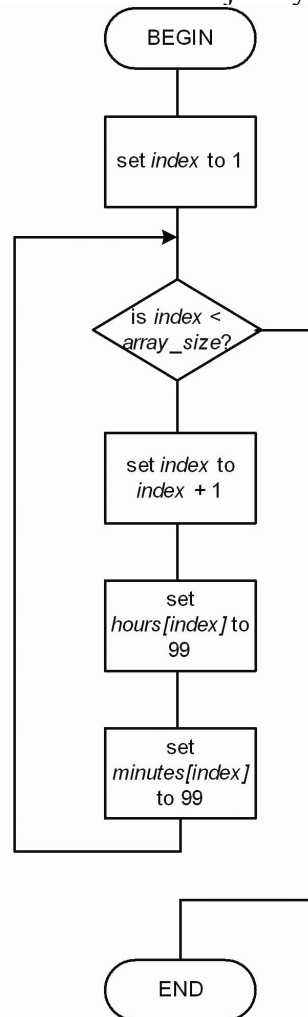 BEGIN
set index to 1
is index <
array_size?
set index to
index + 1
set
hours[index] to
99
set
minutes[index]
to 99
END